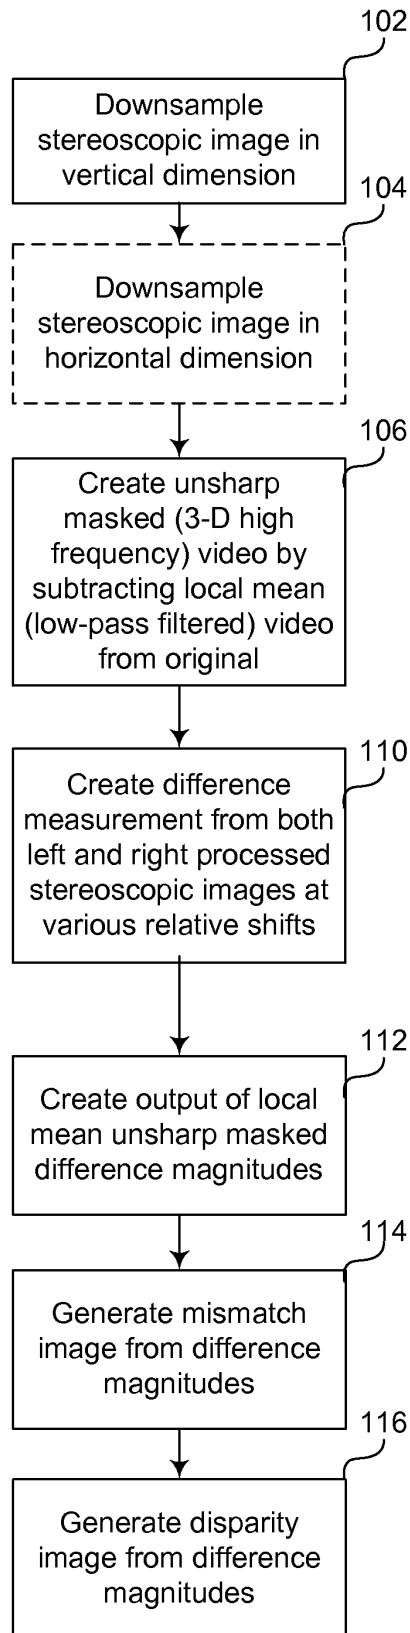 102
Downsample
stereoscopic image in
vertical dimension
104
Downsample
stereoscopic image in
horizontal dimension
106
Create unsharp
masked (3-D high
frequency) video by
subtracting local mean
(low-pass filtered) video
from original
110
Create difference
measurement from both
left and right processed
stereoscopic images at
various relative shifts
112
Create output of local
mean unsharp masked
difference magnitudes
114
Generate mismatch
image from difference
magnitudes
116
Generate disparity
image from difference
magnitudes